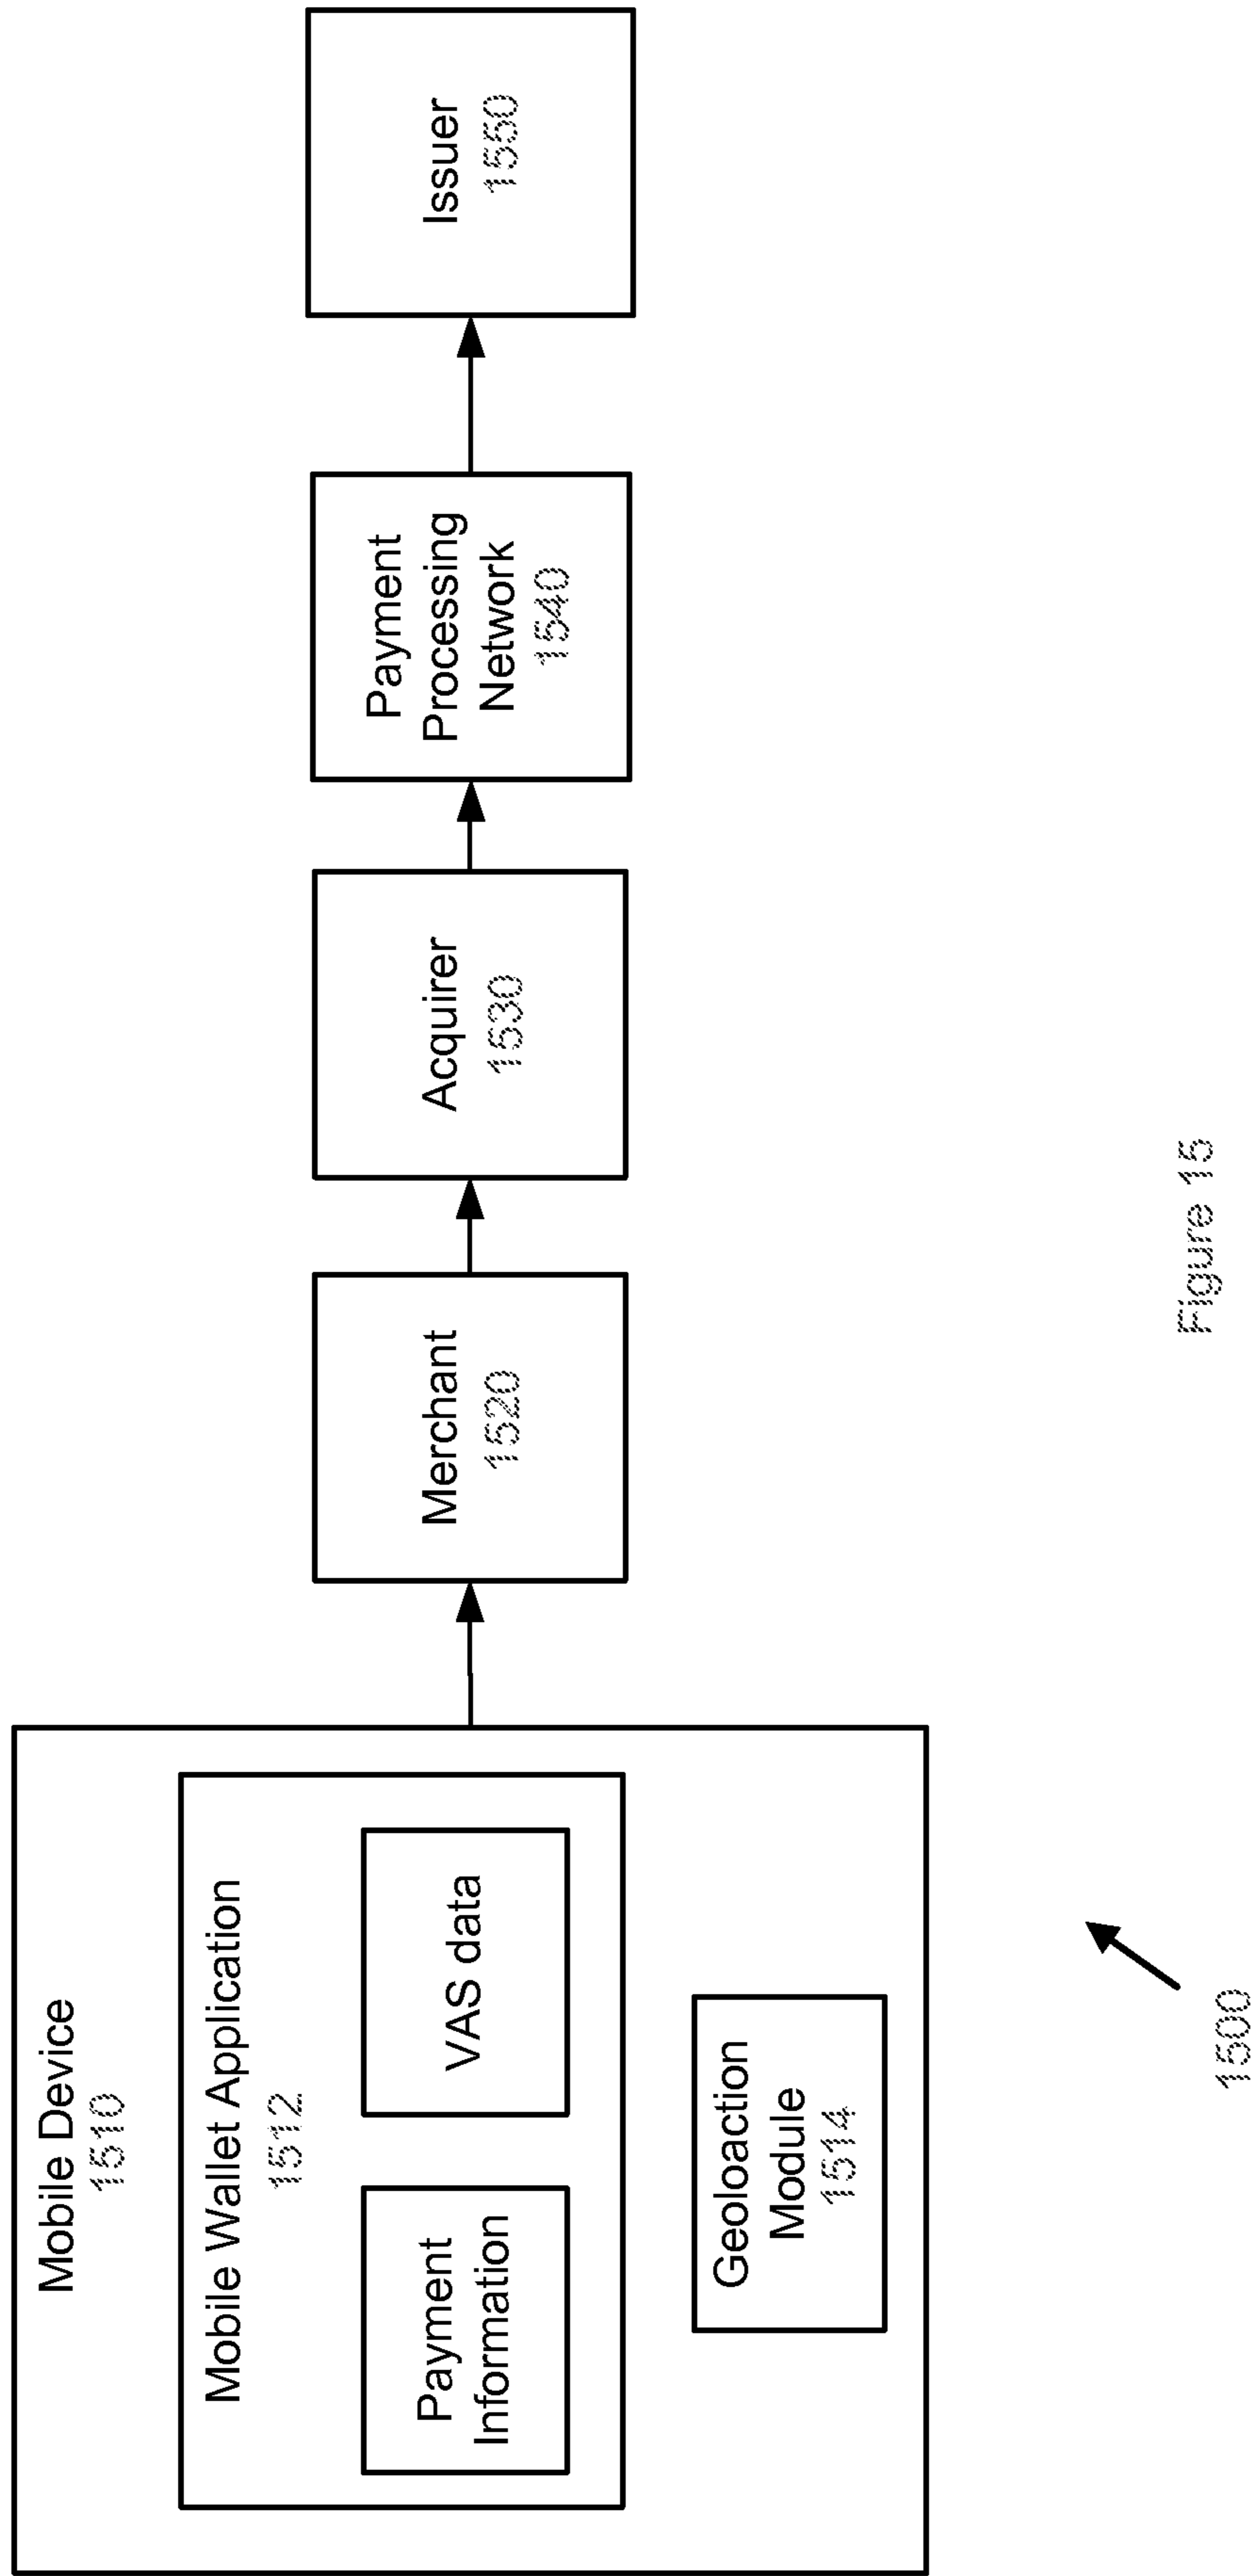 Mobile Device
1510
Mobile Wallet Application
1512
Payment
Information
VAS data
Geoloaction
Module
1514
Merchant
1520
Acquirer
1530
Payment
Processing
Network
1540
Issuer
1550
1500
Figure 15